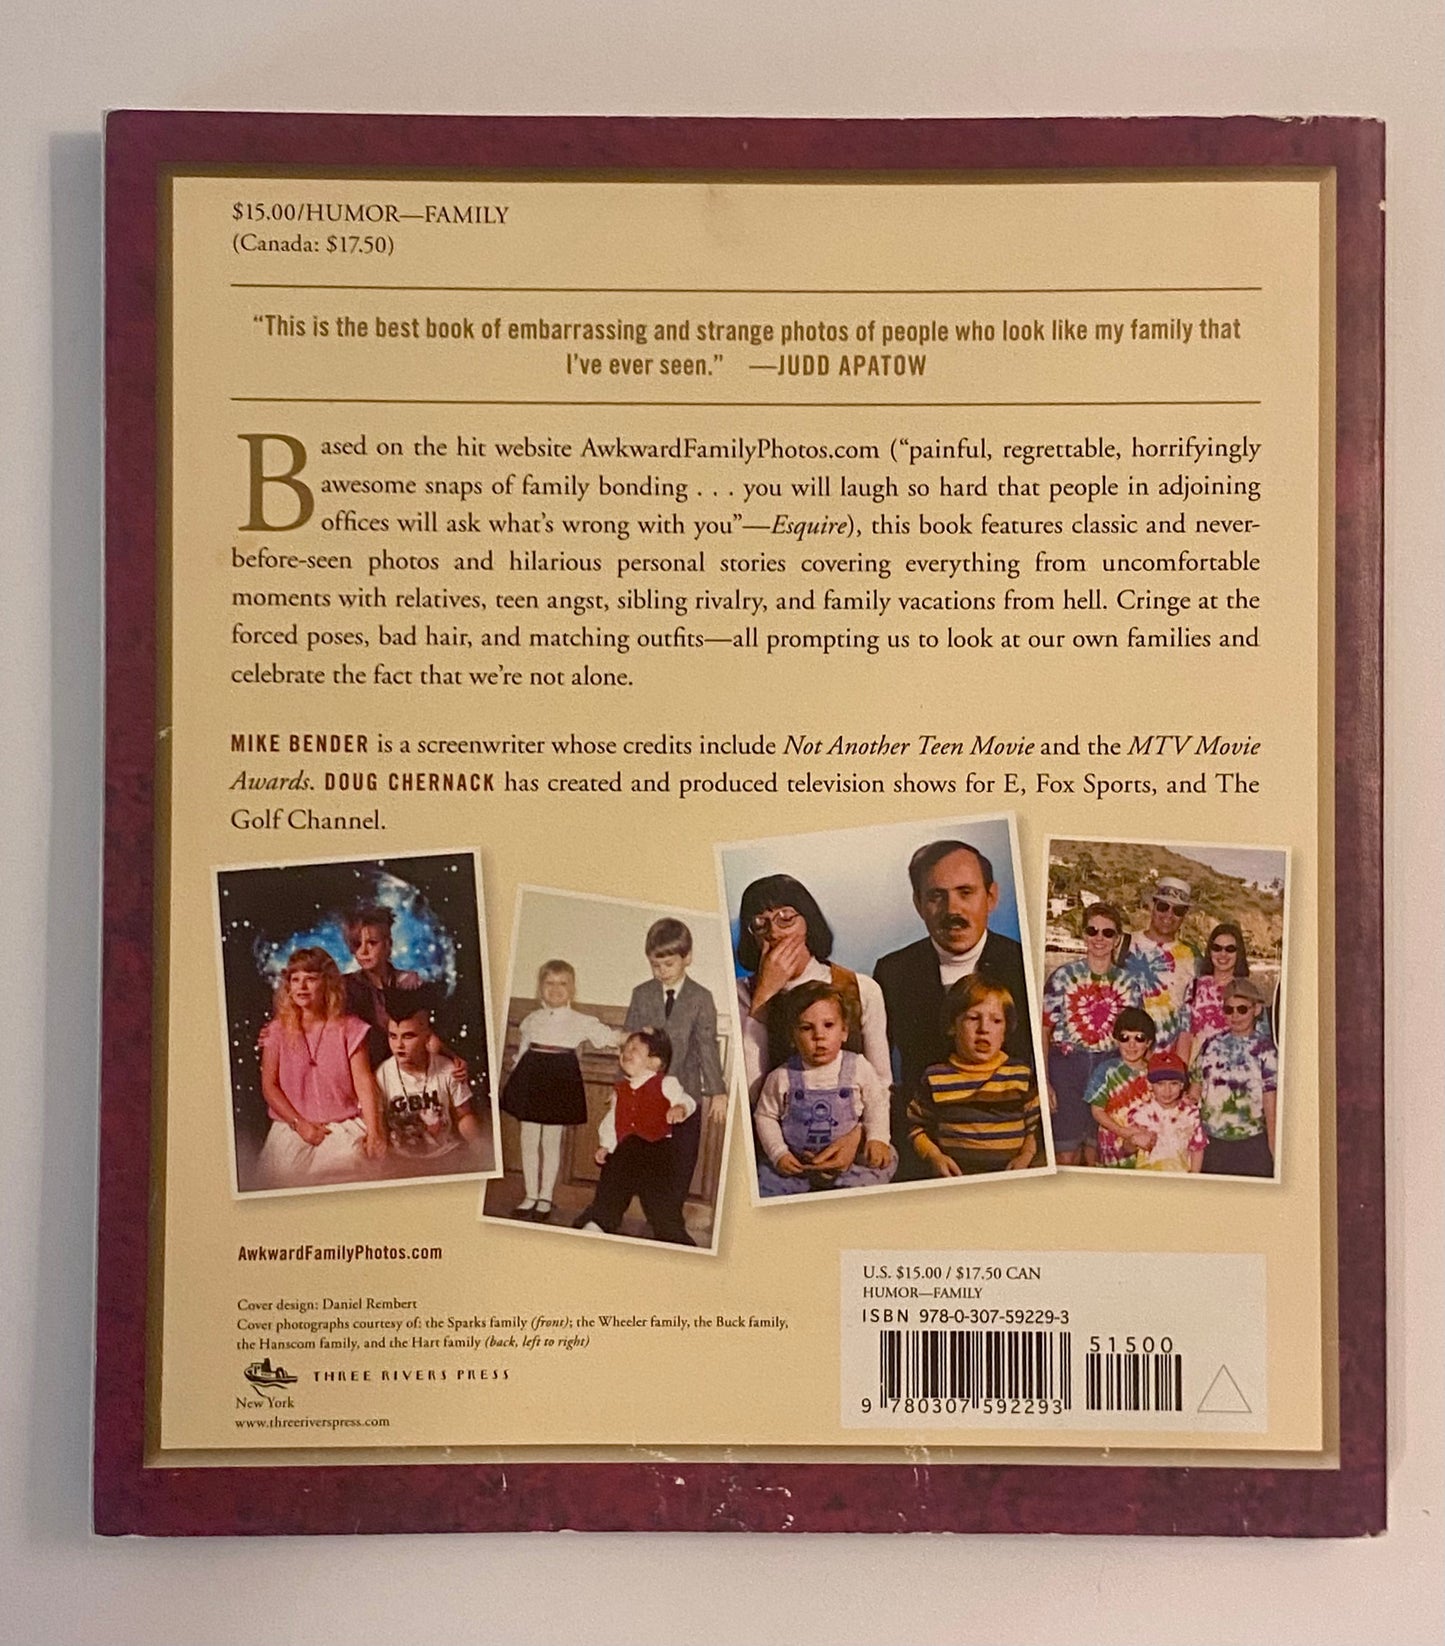 $15.00/HUMOR—FAMILY
(Canada: $17.50)
“This is the best book of embarrassing and strange photos of people who look like my family that
I’ve ever seen.” —JUDD APATOW
Based on the hit website AwkwardFamilyPhotos.com (“painful, regrettable, horrifyingly
awesome snaps of family bonding . . . you will laugh so hard that people in adjoining
offices will ask what’s wrong with you”—Esquire), this book features classic and never-
before-seen photos and hilarious personal stories covering everything from uncomfortable
moments with relatives, teen angst, sibling rivalry, and family vacations from hell. Cringe at the
forced poses, bad hair, and matching outfits—all prompting us to look at our own families and
celebrate the fact that we’re not alone.
MIKE BENDER is a screenwriter whose credits include Not Another Teen Movie and the MTV Movie
Awards. DOUG CHERNACK has created and produced television shows for E, Fox Sports, and The
Golf Channel.
GBH
AwkwardFamilyPhotos.com
Cover design: Daniel Rembert
Cover photographs courtesy of: the Sparks family (front); the Wheeler family, the Buck family,
the Hanscom family, and the Hart family (back, left to right)
THREE RIVERS PRESS
New York
www.threeriverspress.com
U.S. $15.00 / $17.50 CAN
HUMOR—FAMILY
ISBN 978-0-307-59229-3
51500
9 780307 592293